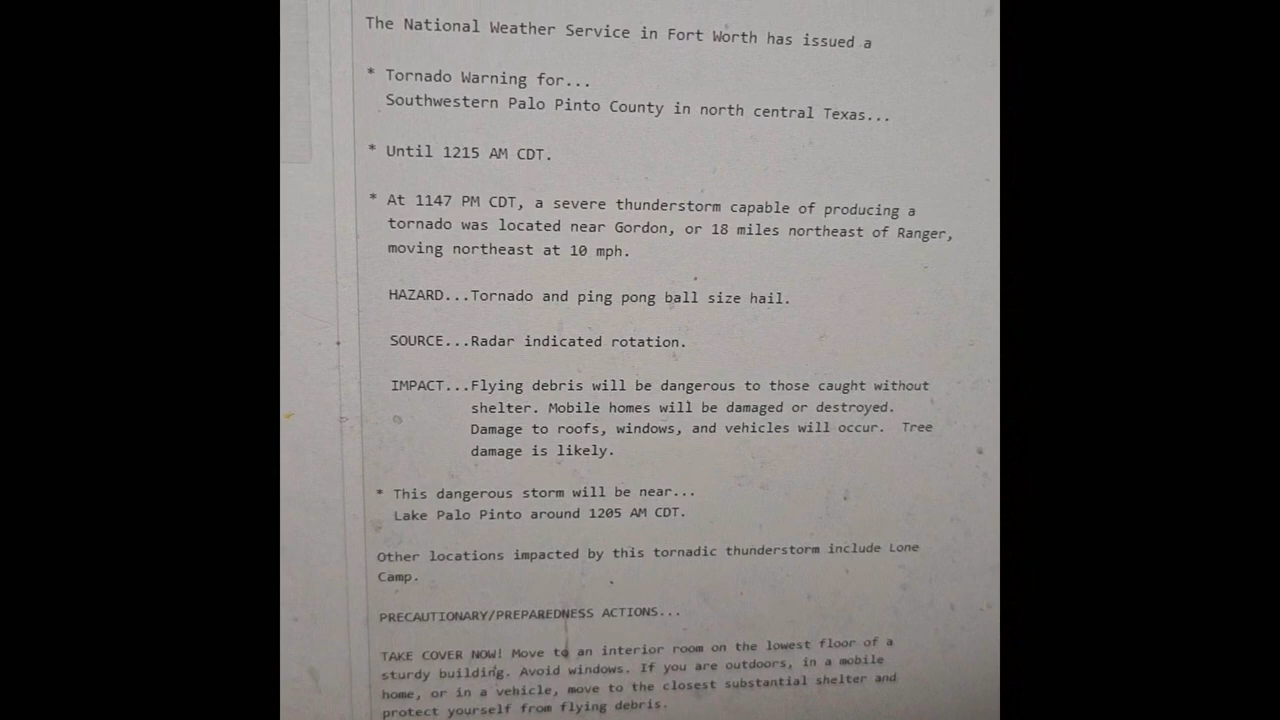 The National Weather Service in Fort Worth has issued a
* Tornado Warning for...
Southwestern Palo Pinto County in north central Texas...
* Until 1215 AM CDT.
* At 1147 PM CDT, a severe thunderstorm capable of producing a
tornado was located near Gordon, or 18 miles northeast of Ranger,
moving northeast at 10 mph.
HAZARD...Tornado and ping pong ball size hail.
SOURCE...Radar indicated rotation.
IMPACT...Flying debris will be dangerous to those caught without
shelter. Mobile homes will be damaged or destroyed.
Damage to roofs, windows, and vehicles will occur. Tree
damage is likely.
* This dangerous storm will be near...
Lake Palo Pinto around 1205 AM CDT.
Other locations impacted by this tornadic thunderstorm include Lone
Camp.
PRECAUTIONARY/PREPAREDNESS ACTIONS...
TAKE COVER NOW! Move to an interior room on the lowest floor of a
sturdy building. Avoid windows. If you are outdoors, in a mobile
home, or in a vehicle, move to the closest substantial shelter and
protect yourself from flying debris.